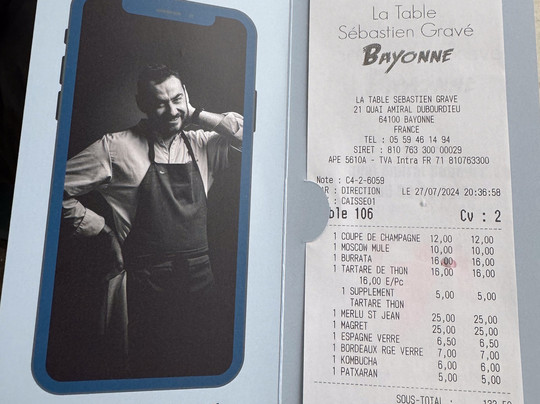 La Table
Sébastien Gravé
BAYONNE
LA TABLE SEBASTIEN GRAVE
21 QUAI AMIRAL DUBOURDIEU
64100 BAYONNE
FRANCE
TEL : 05 59 46 14 94
SIRET : 810 763 300 00029
APE 5610A - TVA Intra FR 71 810763300
Note : C4-2-6059
AR : DIRECTION LE 27/07/2024 20:36:58
: CAISSE01
ble 106 Cv : 2
1 COUPE DE CHAMPAGNE 12,00 12,00
1 MOSCOW MULE 10,00 10,00
1 BURRATA 16,00 16,00
1 TARTARE DE THON 16,00 16,00
16,00 E/Pc
1 SUPPLEMENT 5,00 5,00
TARTARE THON
1 MERLU ST JEAN 25,00 25,00
1 MAGRET 25,00 25,00
1 ESPAGNE VERRE 6,50 6,50
1 BORDEAUX RGE VERRE 7,00 7,00
1 KOMBUCHA 6,00 6,00
1 PATXARAN 5,00 5,00
SOUS-TOTAL :